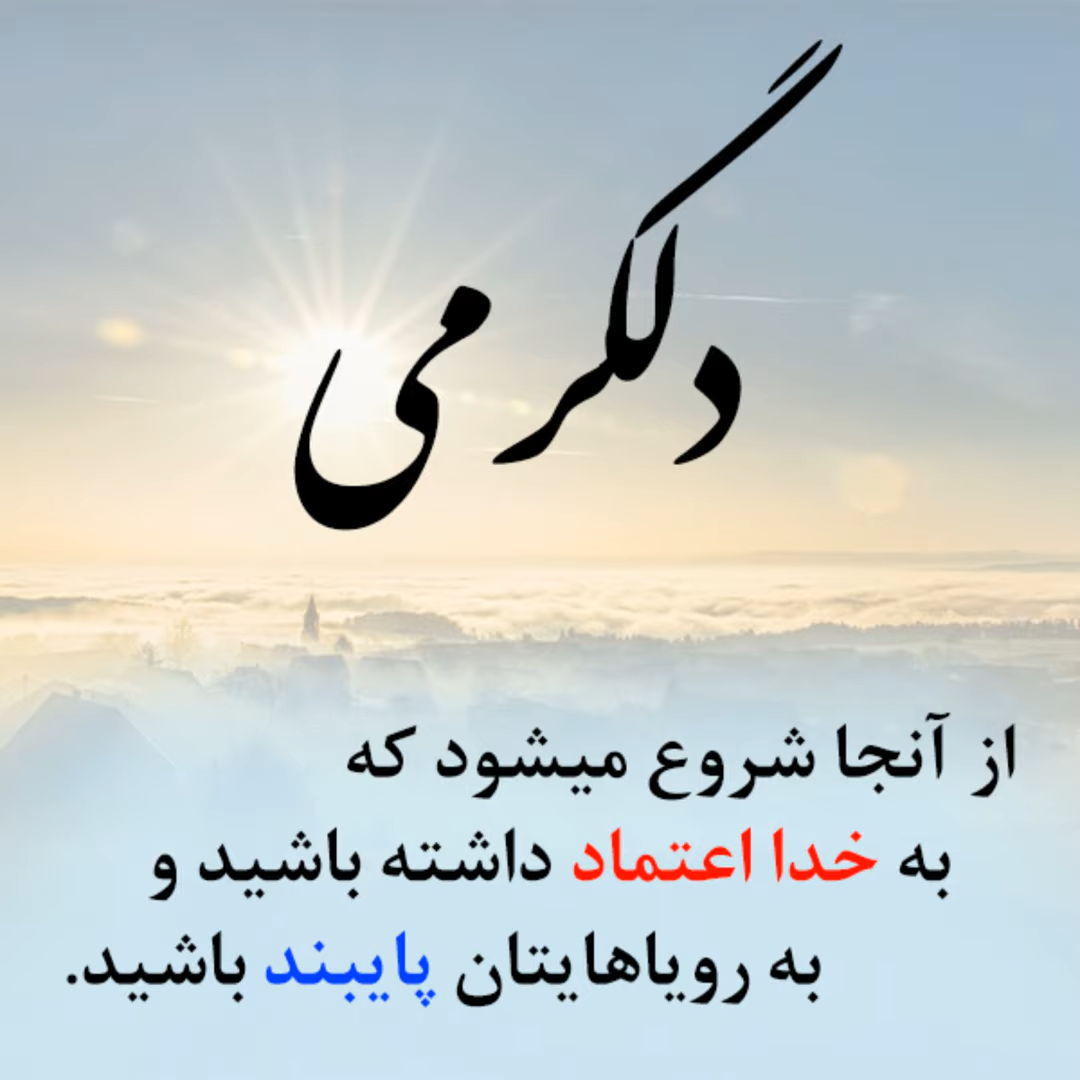 دلگرمی
از آنجا شروع میشود که
به خدا اعتماد داشته باشید و
به رویاهایتان پایبند باشید.